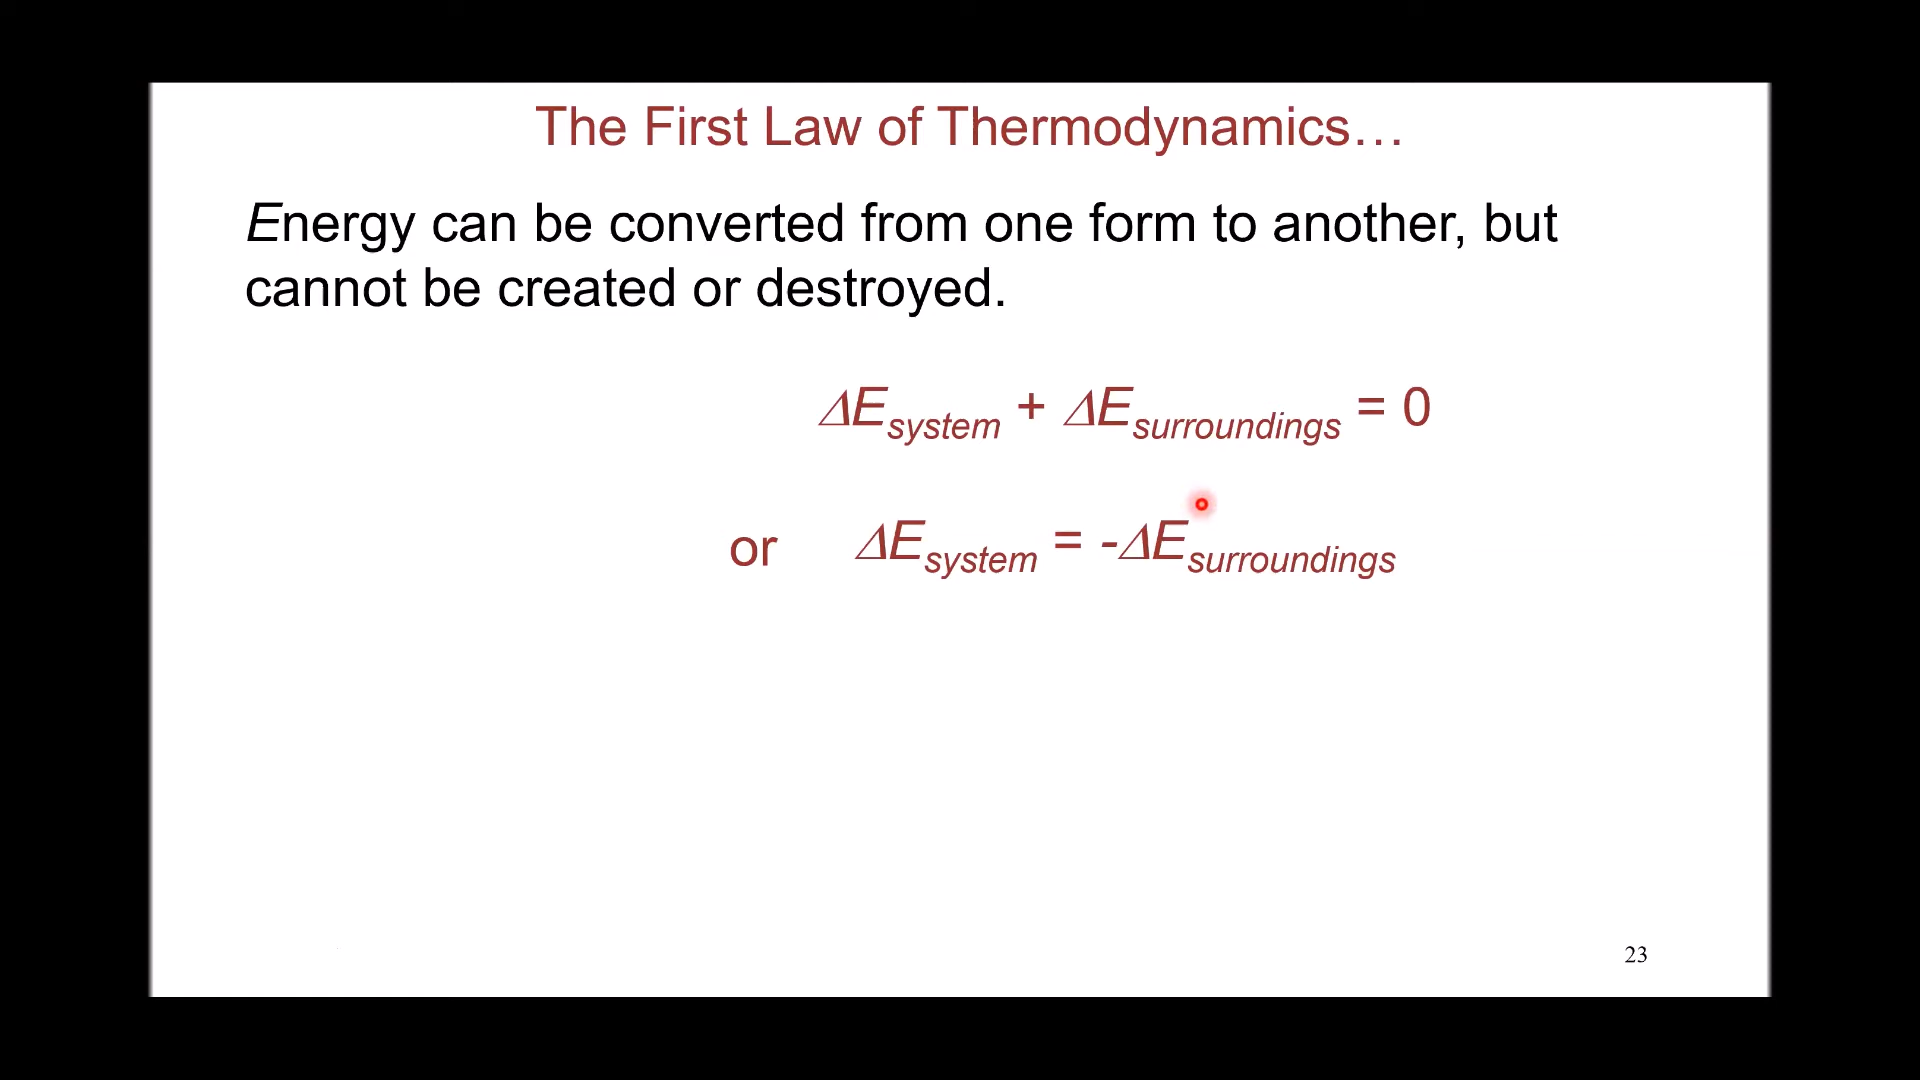 The First Law of Thermodynamics…
Energy can be converted from one form to another, but
cannot be created or destroyed.
ΔEsystem + ΔEsurroundings = 0
or ΔEsystem = -ΔEsurroundings
23